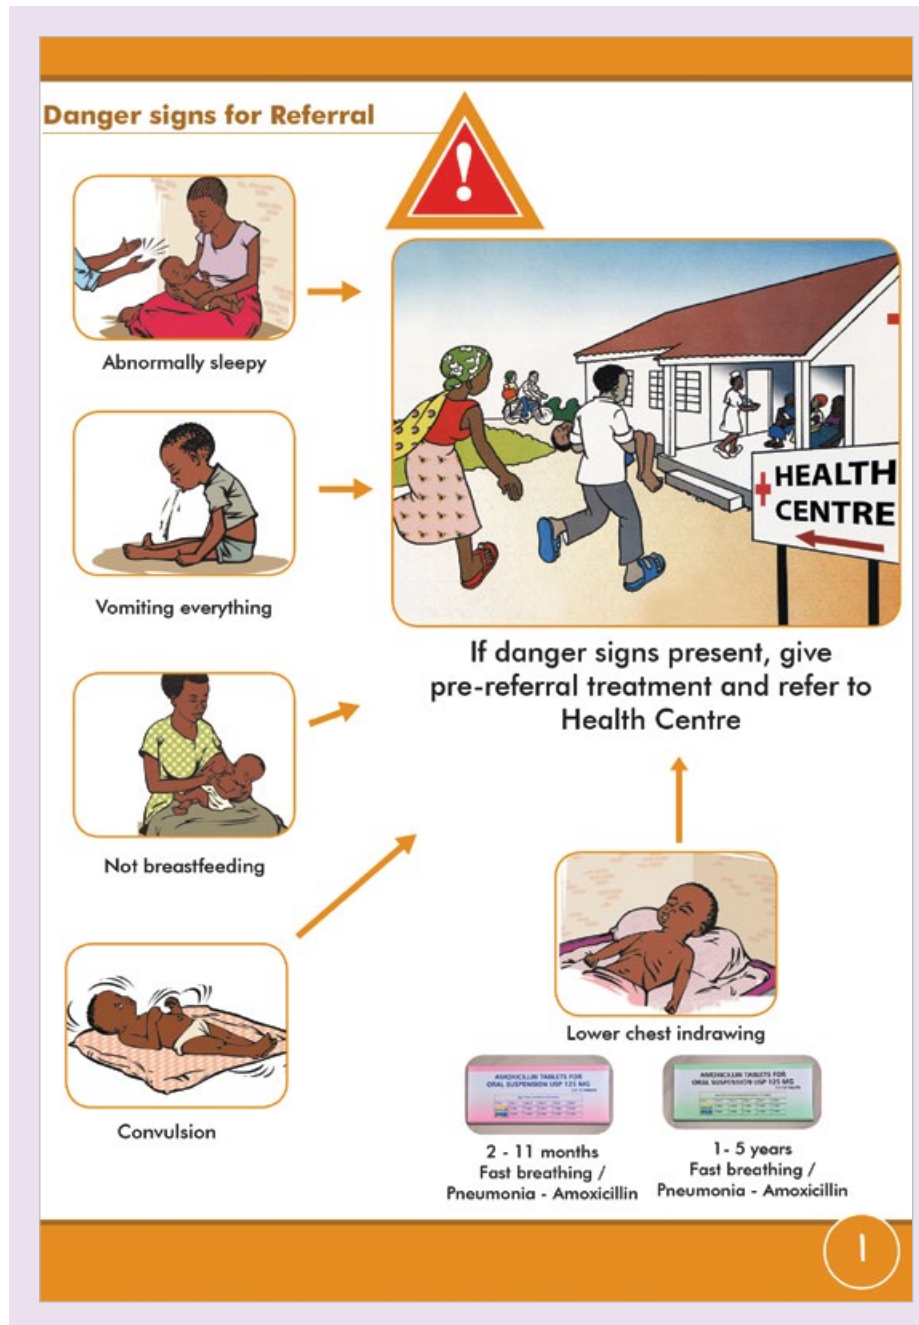 Danger signs for Referral
!
Abnormally sleepy
Vomiting everything
HEALTH
CENTRE
If danger signs present, give
pre-referral treatment and refer to
Health Centre
Not breastfeeding
Lower chest indrawing
Convulsion
AMOXICILLIN TABLETS FOR
ORAL SUSPENSION USP 125 MG
2 - 11 months
Fast breathing /
Pneumonia - Amoxicillin
AMOXICILLIN TABLETS FOR
ORAL SUSPENSION USP 125 MG
1- 5 years
Fast breathing /
Pneumonia - Amoxicillin
1